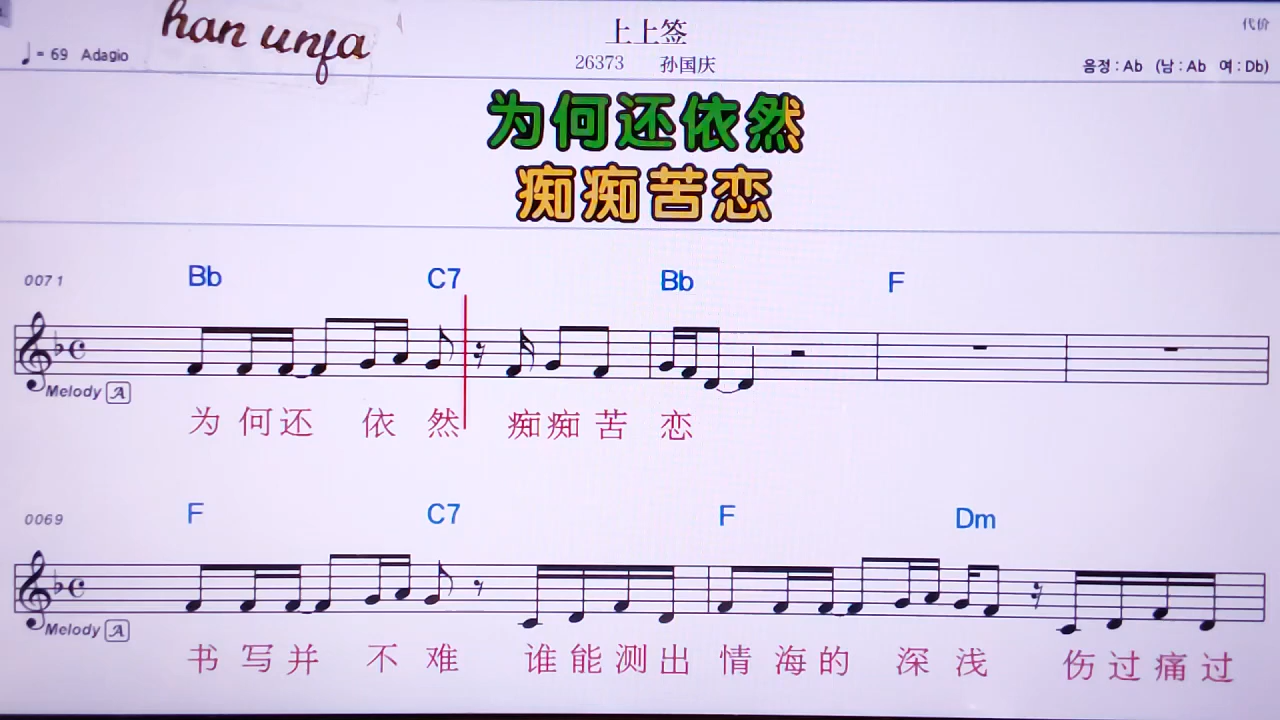 han unfa
上上签
代价
= 69 Adagio
26373 孙国庆
음정 : Ab (남 : Ab 여 : Db)
为何还依然
痴痴苦恋
0071 Bb C7 Bb F
Melody A
为 何还 依 然 痴痴 苦 恋
0069 F C7 F Dm
Melody A
书 写 并 不 难 谁 能 测 出 情 海 的 深 浅 伤 过 痛 过